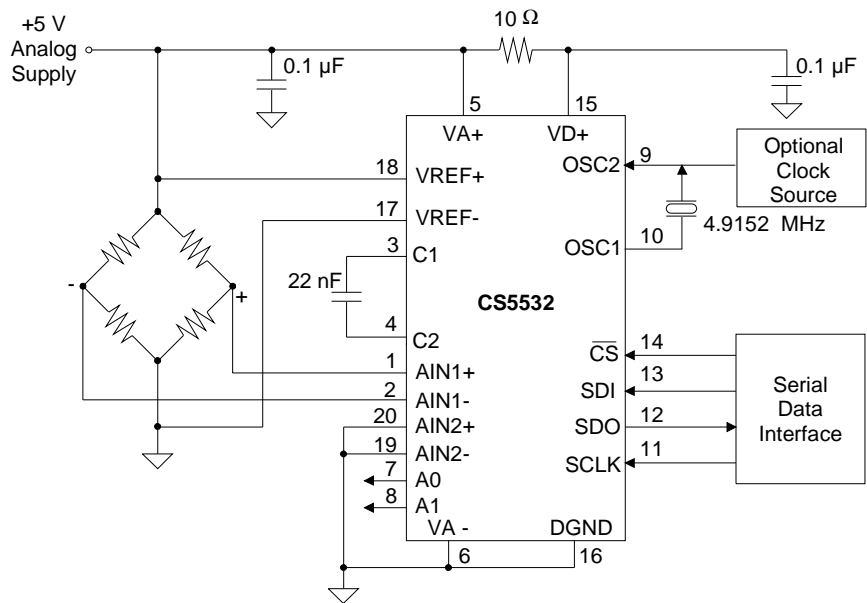 +5 V
Analog
Supply
10 Ω
0.1 µF
0.1 µF
5
15
VA+
VD+
18
VREF+
17
VREF-
3
C1
22 nF
4
C2
1
AIN1+
2
AIN1-
20
AIN2+
19
AIN2-
7
A0
8
A1
VA -
6
DGND
16
CS5532
OSC2
9
Optional
Clock
Source
4.9152 MHz
OSC1
10
CS
14
SDI
13
SDO
12
SCLK
11
Serial
Data
Interface
-
+